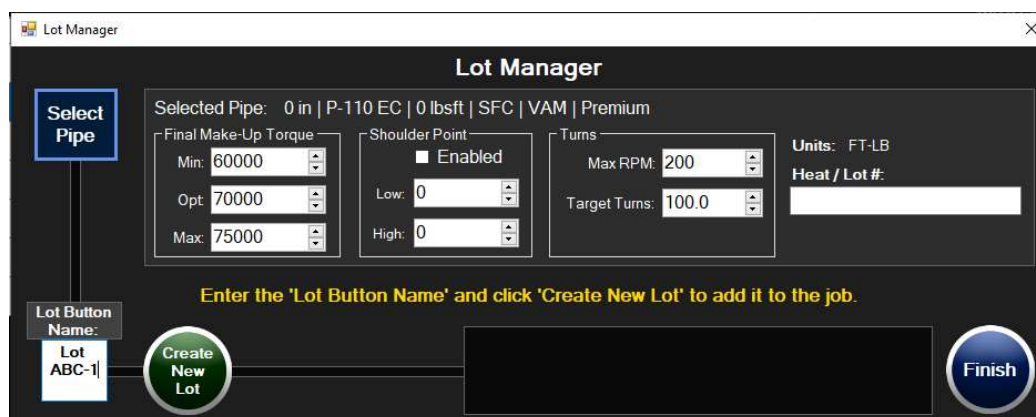 Lot Manager
Lot Manager
Select
Pipe
Selected Pipe: 0 in | P-110 EC | 0 lbsft | SFC | VAM | Premium
Final Make-Up Torque
Min: 60000
Opt: 70000
Max: 75000
Shoulder Point
Enabled
Low: 0
High: 0
Turns
Max RPM: 200
Target Turns: 100.0
Units: FT-LB
Heat / Lot #:
Enter the 'Lot Button Name' and click 'Create New Lot' to add it to the job.
Lot Button
Name:
Lot
ABC-1
Create
New
Lot
Finish